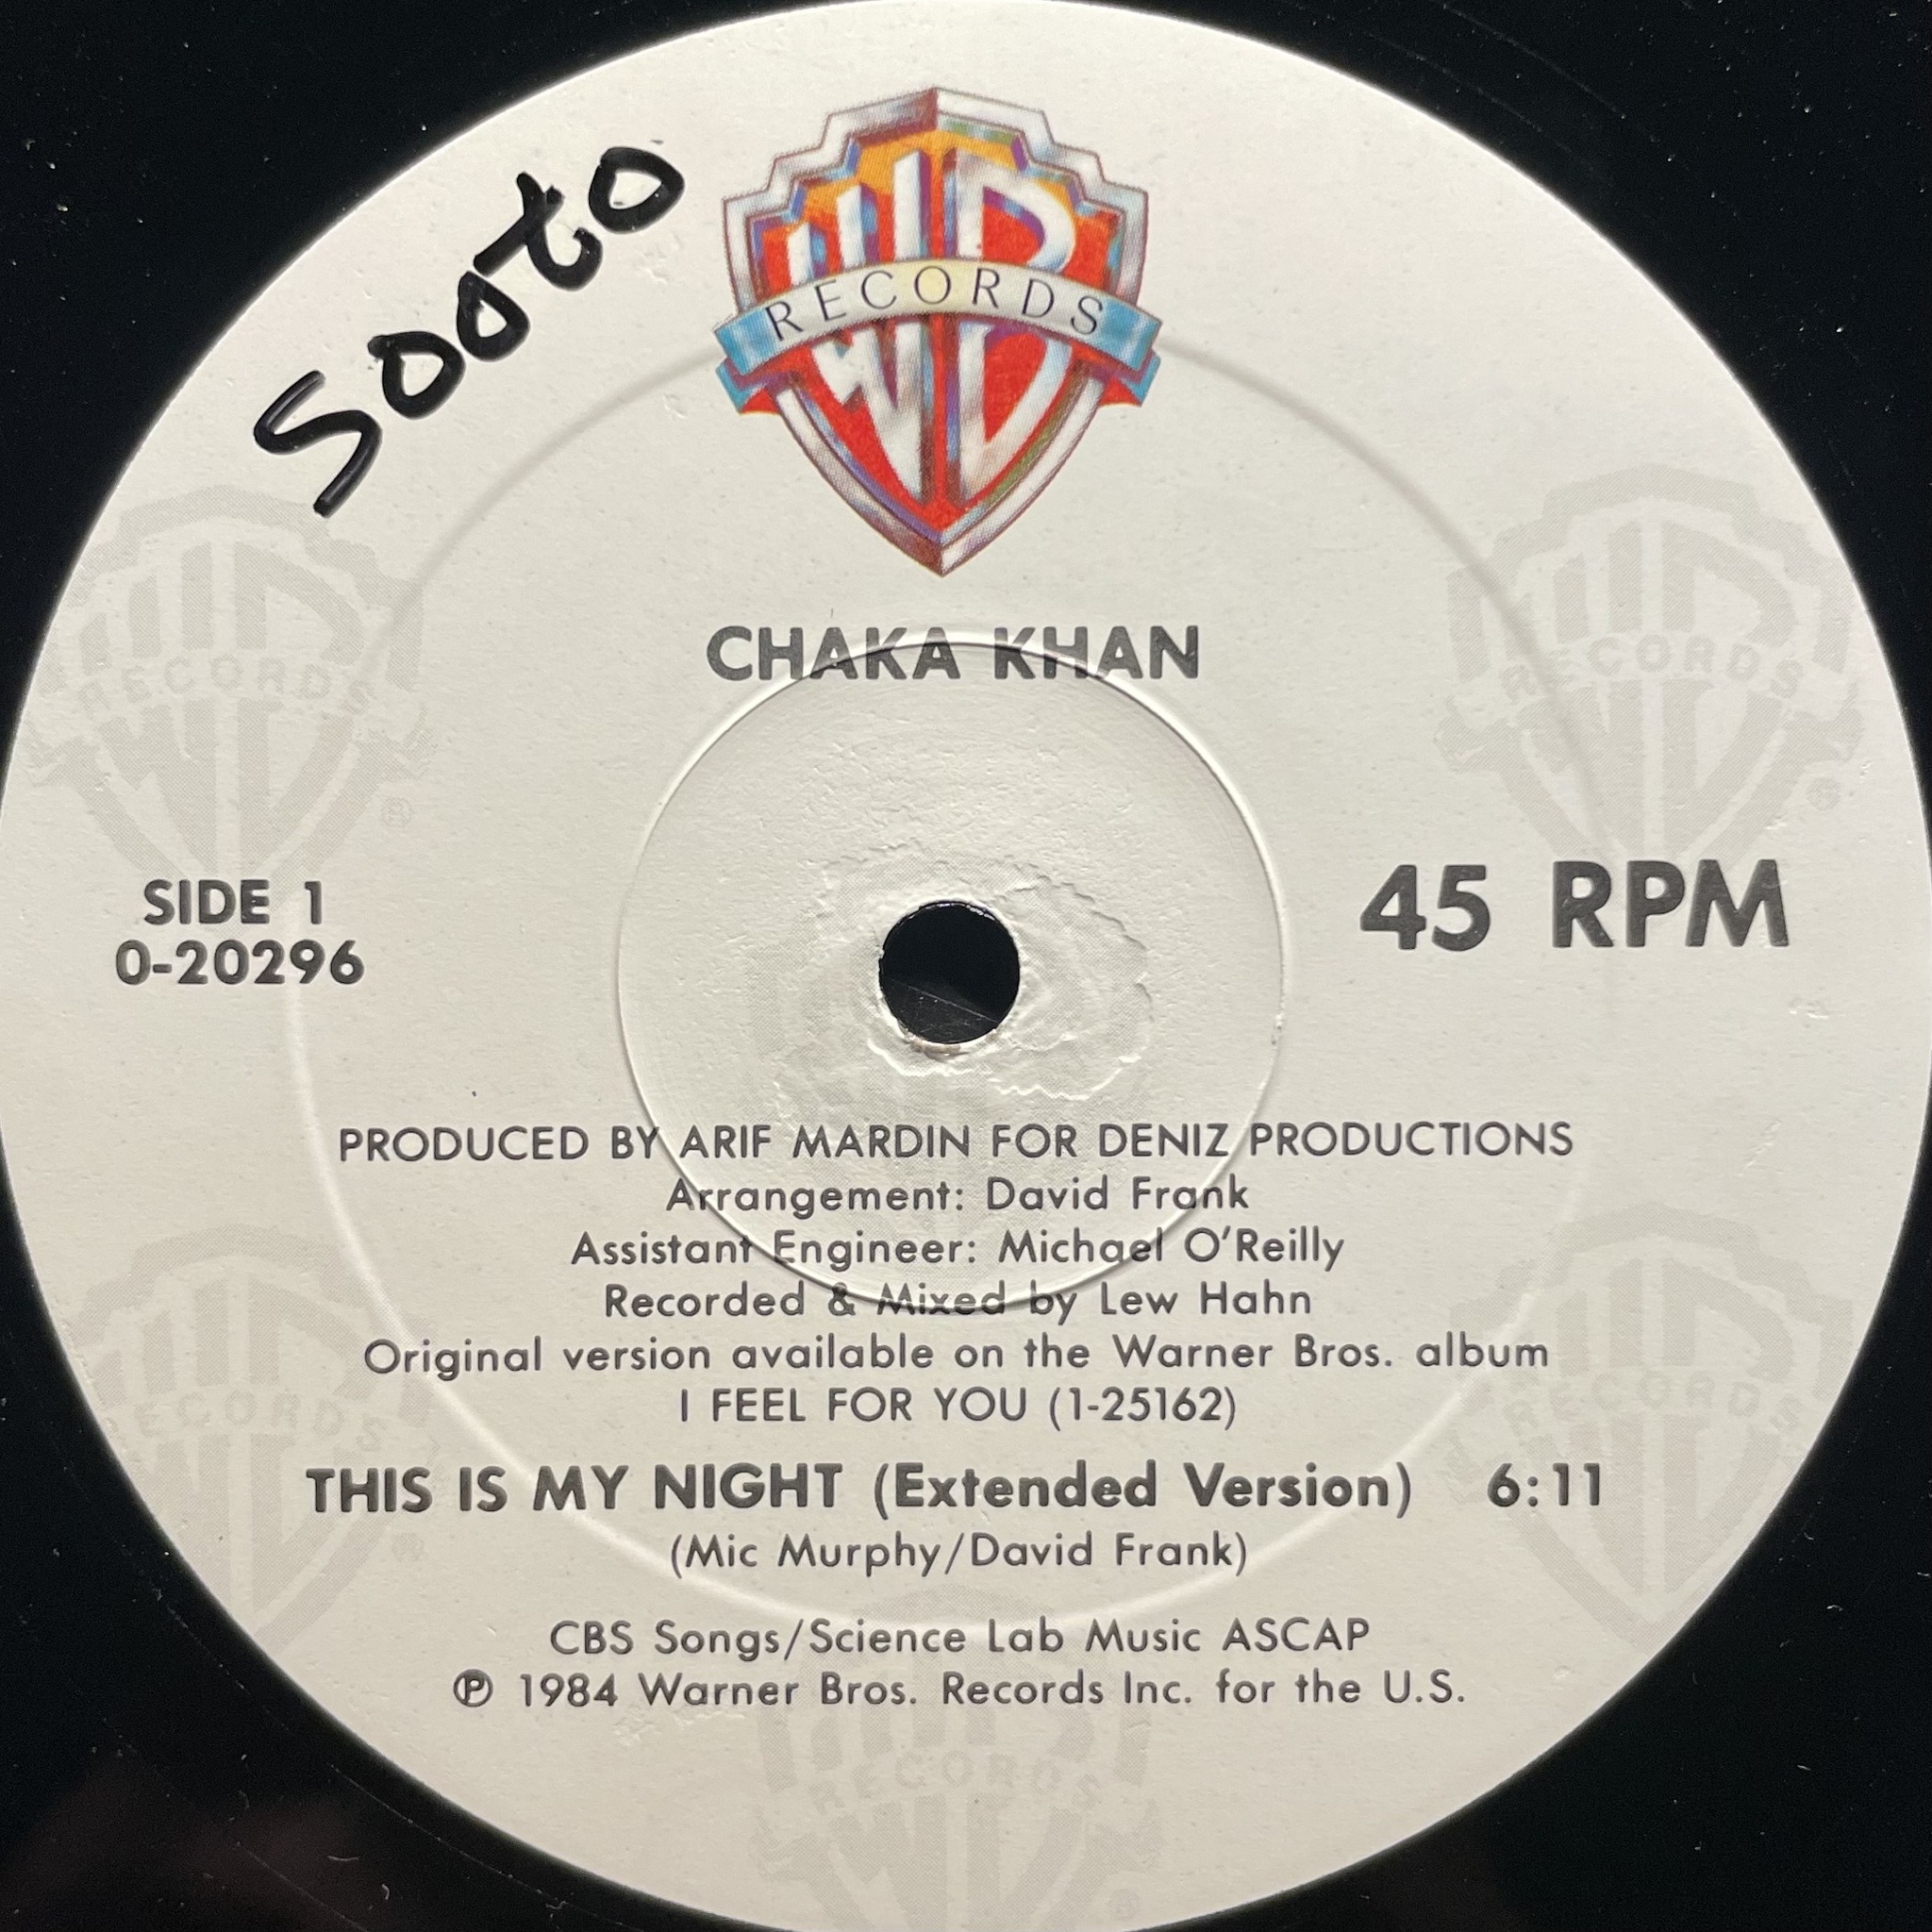 Sooto
WB
RECORDS
CHAKA KHAN
SIDE 1
0-20296
45 RPM
PRODUCED BY ARIF MARDIN FOR DENIZ PRODUCTIONS
Arrangement: David Frank
Assistant Engineer: Michael O'Reilly
Recorded & Mixed by Lew Hahn
Original version available on the Warner Bros. album
I FEEL FOR YOU (1-25162)
THIS IS MY NIGHT (Extended Version) 6:11
(Mic Murphy/David Frank)
CBS Songs/Science Lab Music ASCAP
℗ 1984 Warner Bros. Records Inc. for the U.S.